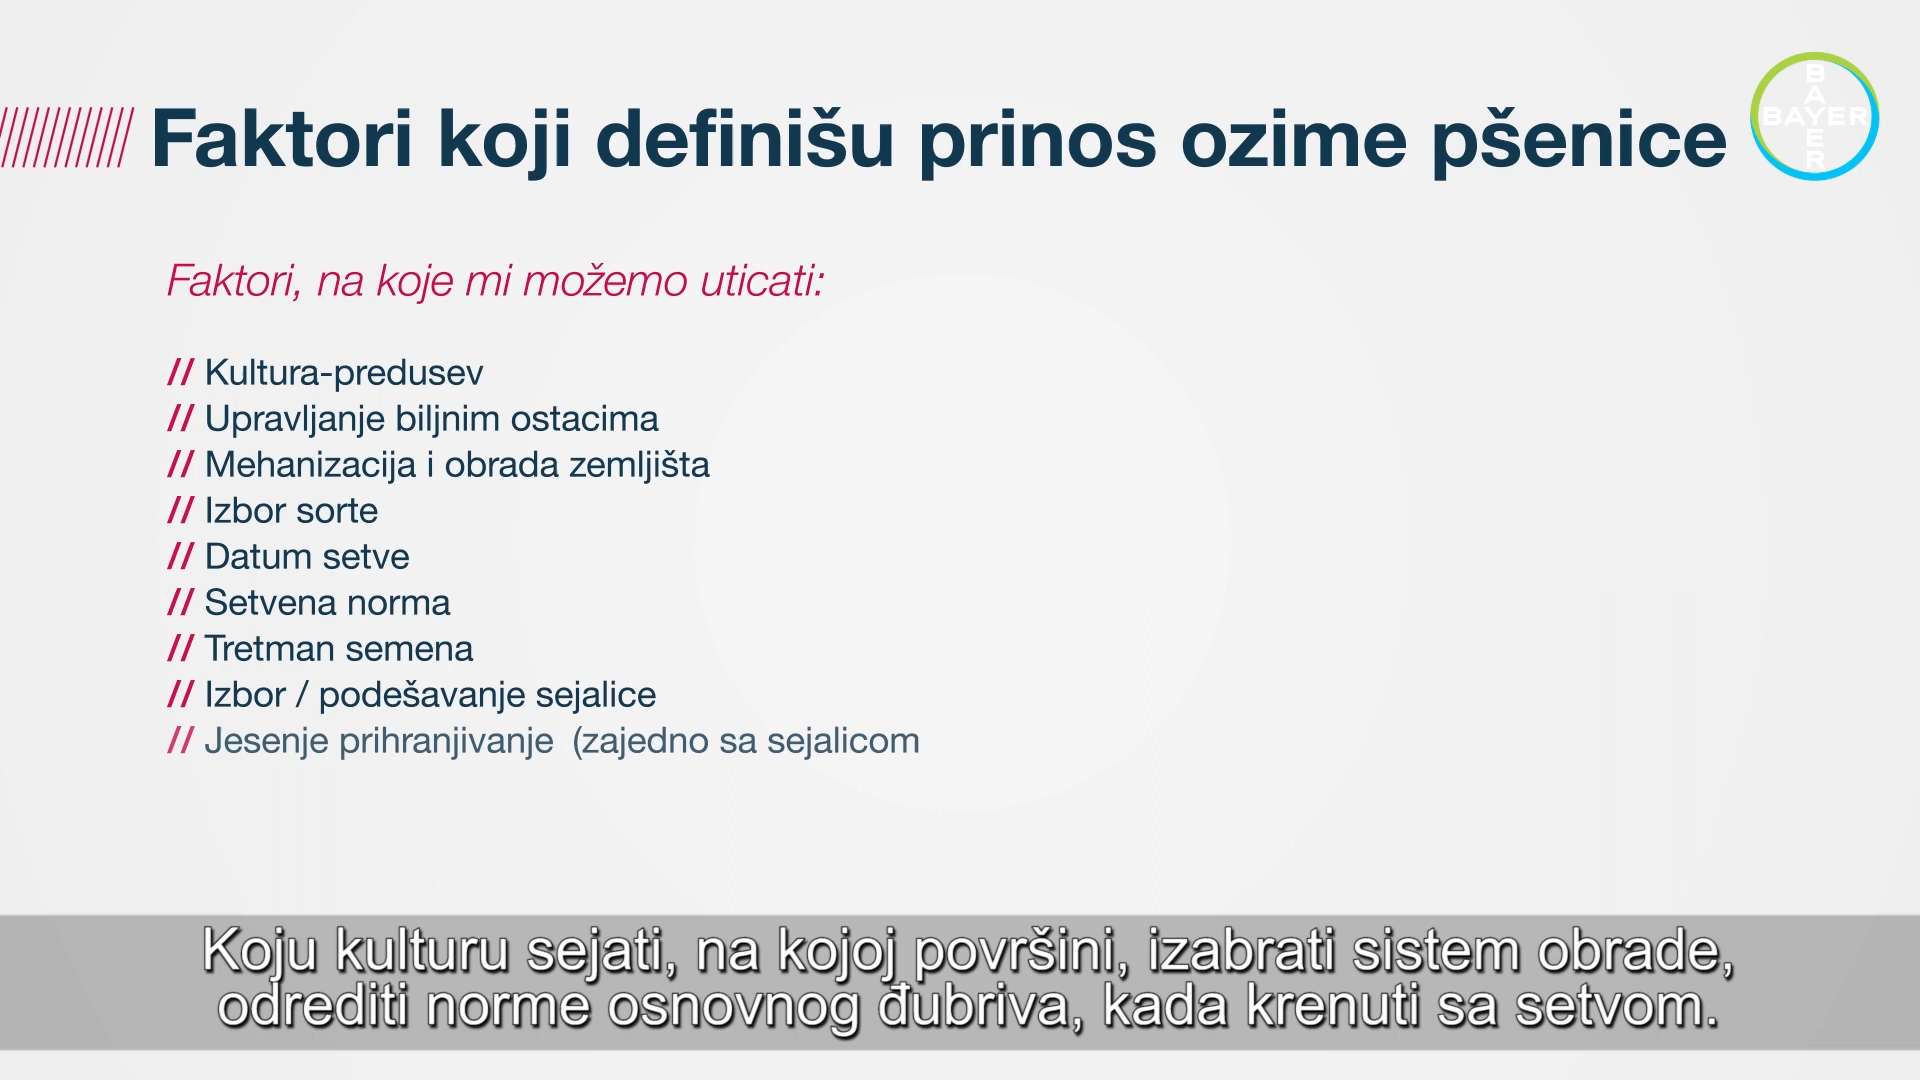 Faktori koji definišu prinos ozime pšenice
BAYER
BAYER
Faktori, na koje mi možemo uticati:
// Kultura-predusev
// Upravljanje biljnim ostacima
// Mehanizacija i obrada zemljišta
// Izbor sorte
// Datum setve
// Setvena norma
// Tretman semena
// Izbor / podešavanje sejalice
// Jesenje prihranjivanje (zajedno sa sejalicom
Koju kulturu sejati, na kojoj površini, izabrati sistem obrade,
odrediti norme osnovnog đubriva, kada krenuti sa setvom.